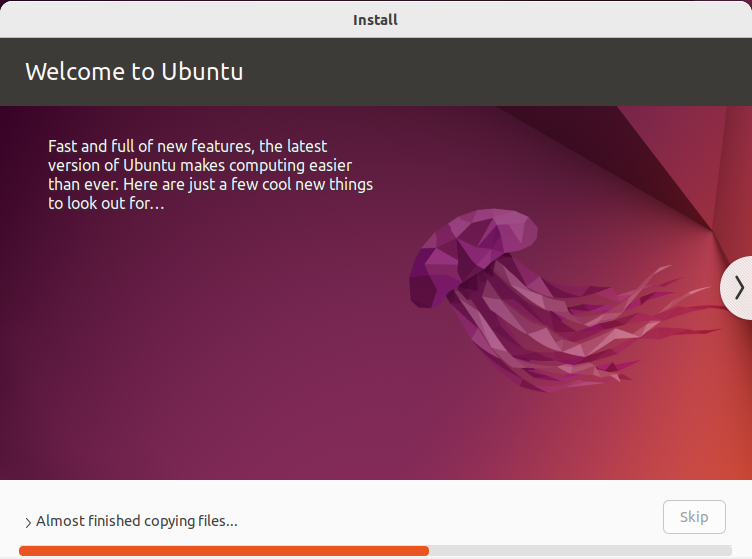 Install
Welcome to Ubuntu
Fast and full of new features, the latest
version of Ubuntu makes computing easier
than ever. Here are just a few cool new things
to look out for…
Almost finished copying files...
Skip